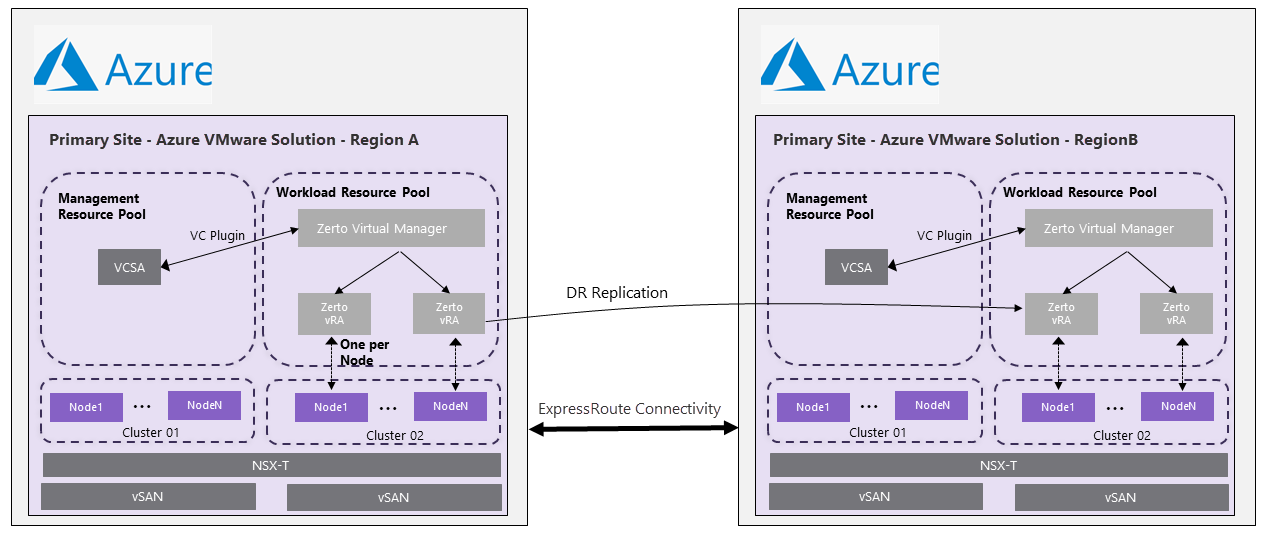 Azure
Primary Site - Azure VMware Solution - Region A
Management
Resource Pool
Workload Resource Pool
Zerto Virtual Manager
VC Plugin
VCSA
Zerto
vRA
Zerto
vRA
One per
Node
Node1
...
NodeN
Cluster 01
Node1
...
NodeN
Cluster 02
NSX-T
vSAN
vSAN
DR Replication
ExpressRoute Connectivity
Azure
Primary Site - Azure VMware Solution - RegionB
Management
Resource Pool
Workload Resource Pool
Zerto Virtual Manager
VC Plugin
VCSA
Zerto
vRA
Zerto
vRA
Node1
...
NodeN
Cluster 01
Node1
...
NodeN
Cluster 02
NSX-T
vSAN
vSAN